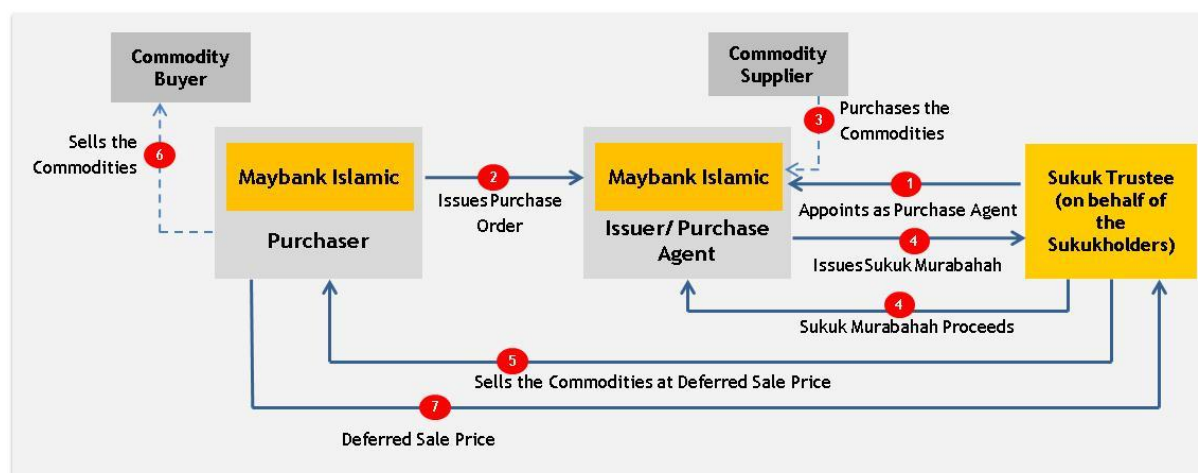 Commodity
Buyer
Commodity
Supplier
Sells the
Commodities
6
3
Purchases the
Commodities
Maybank Islamic
Purchaser
2
Issues Purchase
Order
Maybank Islamic
Issuer/ Purchase
Agent
1
Appoints as Purchase Agent
4
Issues Sukuk Murabahah
4
Sukuk Murabahah Proceeds
Sukuk Trustee
(on behalf of
the
Sukukholders)
5
Sells the Commodities at Deferred Sale Price
7
Deferred Sale Price